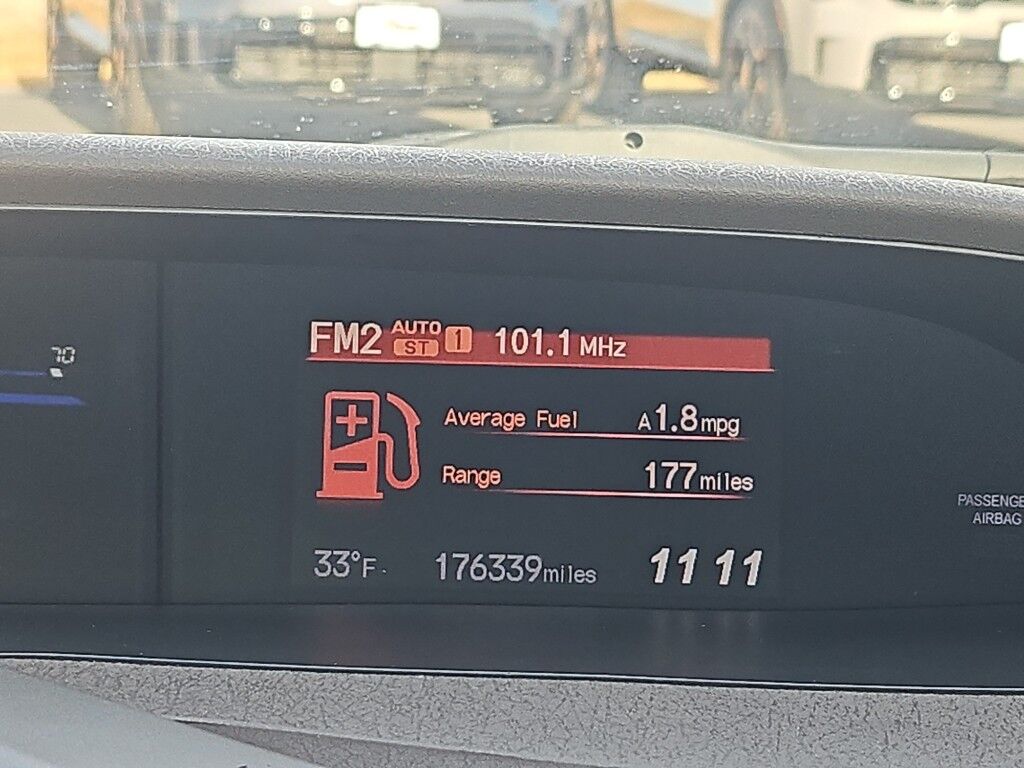 70
FM2 AUTO ST 1 101.1 MHz
Average Fuel A 1.8 mpg
Range 177 miles
33°F 176339 miles 11 11
PASSENGE
AIRBAG